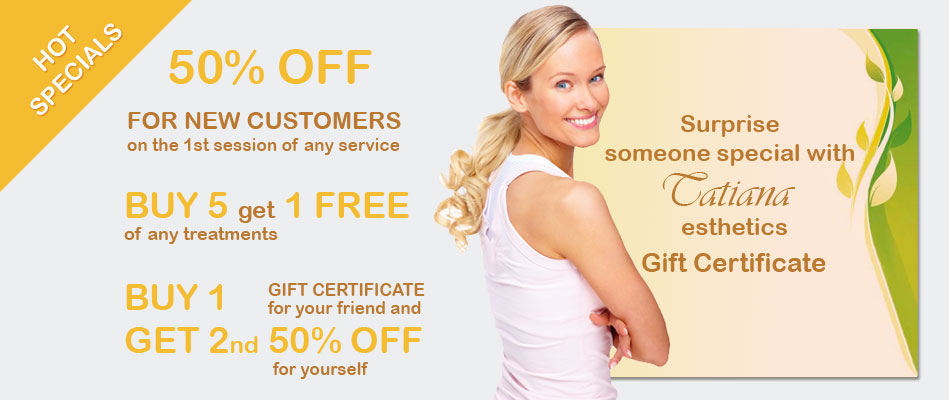 HOT
SPECIALS
50% OFF
FOR NEW CUSTOMERS
on the 1st session of any service
BUY 5 get 1 FREE
of any treatments
BUY 1 GIFT CERTIFICATE
for your friend and
GET 2nd 50% OFF
for yourself
Surprise
someone special with
Tatiana
esthetics
Gift Certificate